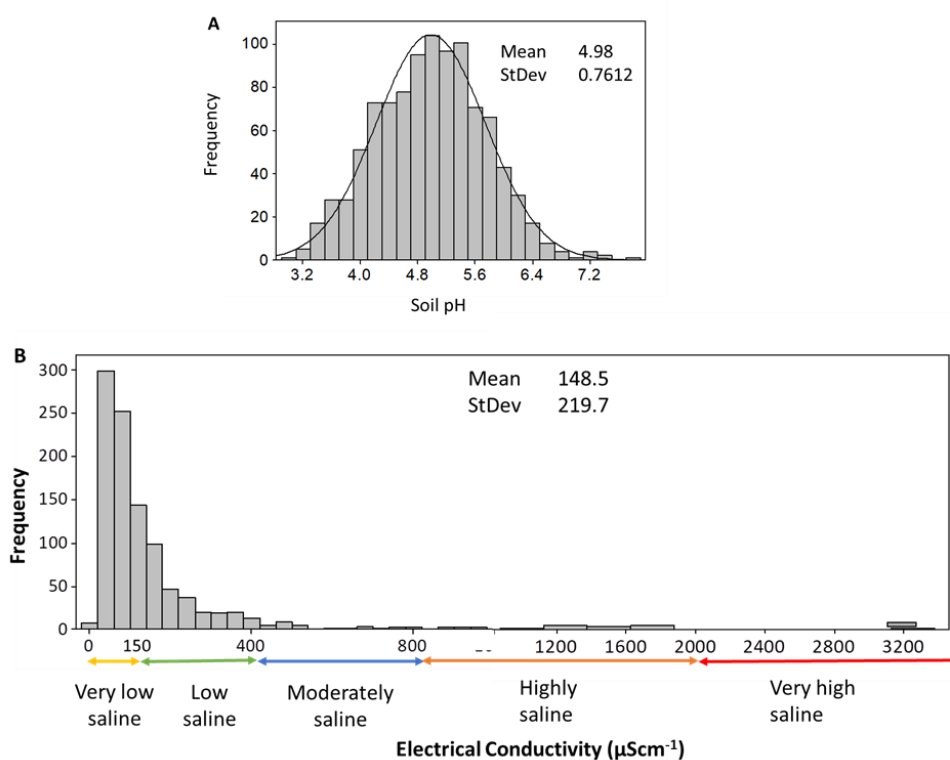 A
Mean 4.98
StDev 0.7612
Frequency
100
80
60
40
20
0
3.2 4.0 4.8 5.6 6.4 7.2
Soil pH
B
Mean 148.5
StDev 219.7
Frequency
300
250
200
150
100
50
0
0 150 400 800 -- 1200 1600 2000 2400 2800 3200
Very low Low Moderately Highly Very high
saline saline saline saline saline
Electrical Conductivity (µScm⁻¹)